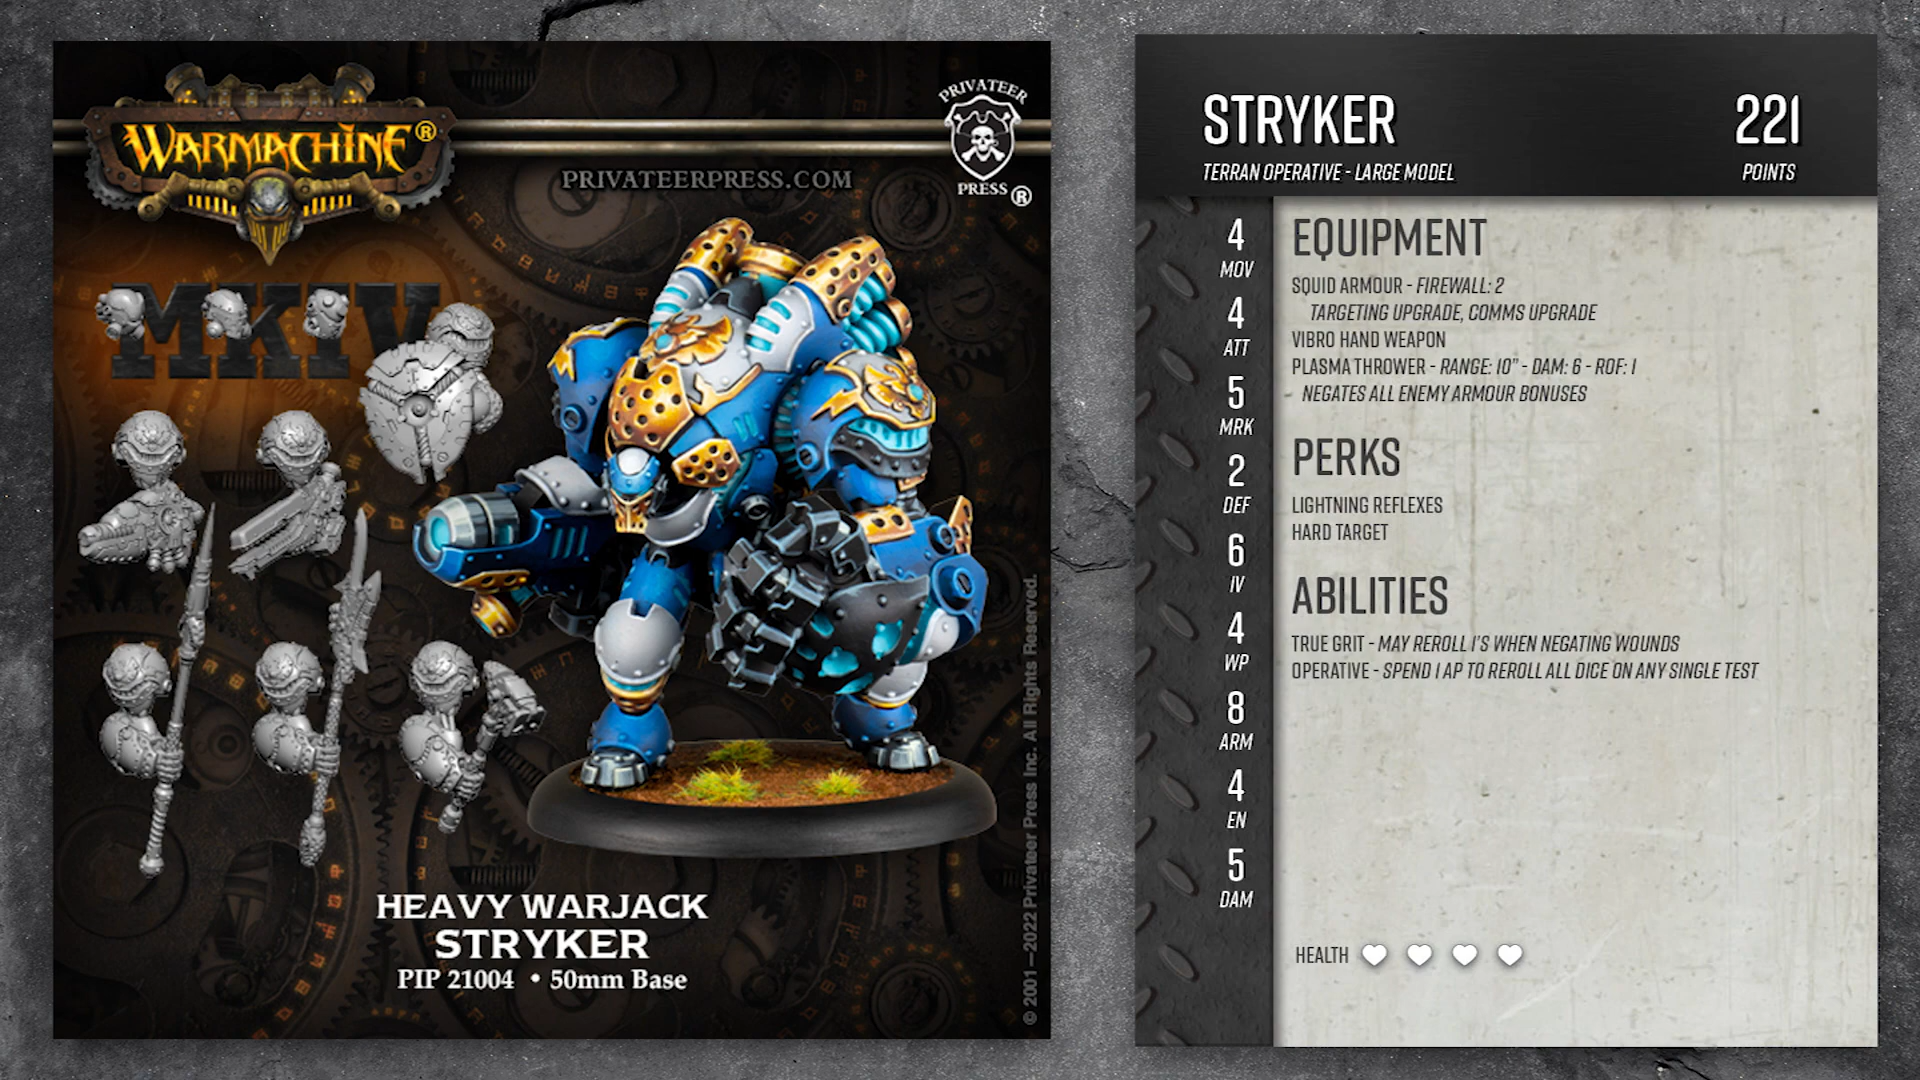 WARMACHINE®
PRIVATEER
PRESS®
PRIVATEERPRESS.COM
MKIV
HEAVY WARJACK
STRYKER
PIP 21004 • 50mm Base
© 2001–2022 Privateer Press Inc. All Rights Reserved.
STRYKER
TERRAN OPERATIVE - LARGE MODEL
221
POINTS
4
MOV
4
ATT
5
MRK
2
DEF
6
IV
4
WP
8
ARM
4
EN
5
DAM
EQUIPMENT
SQUID ARMOUR - FIREWALL: 2
TARGETING UPGRADE, COMMS UPGRADE
VIBRO HAND WEAPON
PLASMA THROWER - RANGE: 10" - DAM: 6 - ROF: 1
NEGATES ALL ENEMY ARMOUR BONUSES
PERKS
LIGHTNING REFLEXES
HARD TARGET
ABILITIES
TRUE GRIT - MAY REROLL 1'S WHEN NEGATING WOUNDS
OPERATIVE - SPEND 1 AP TO REROLL ALL DICE ON ANY SINGLE TEST
HEALTH